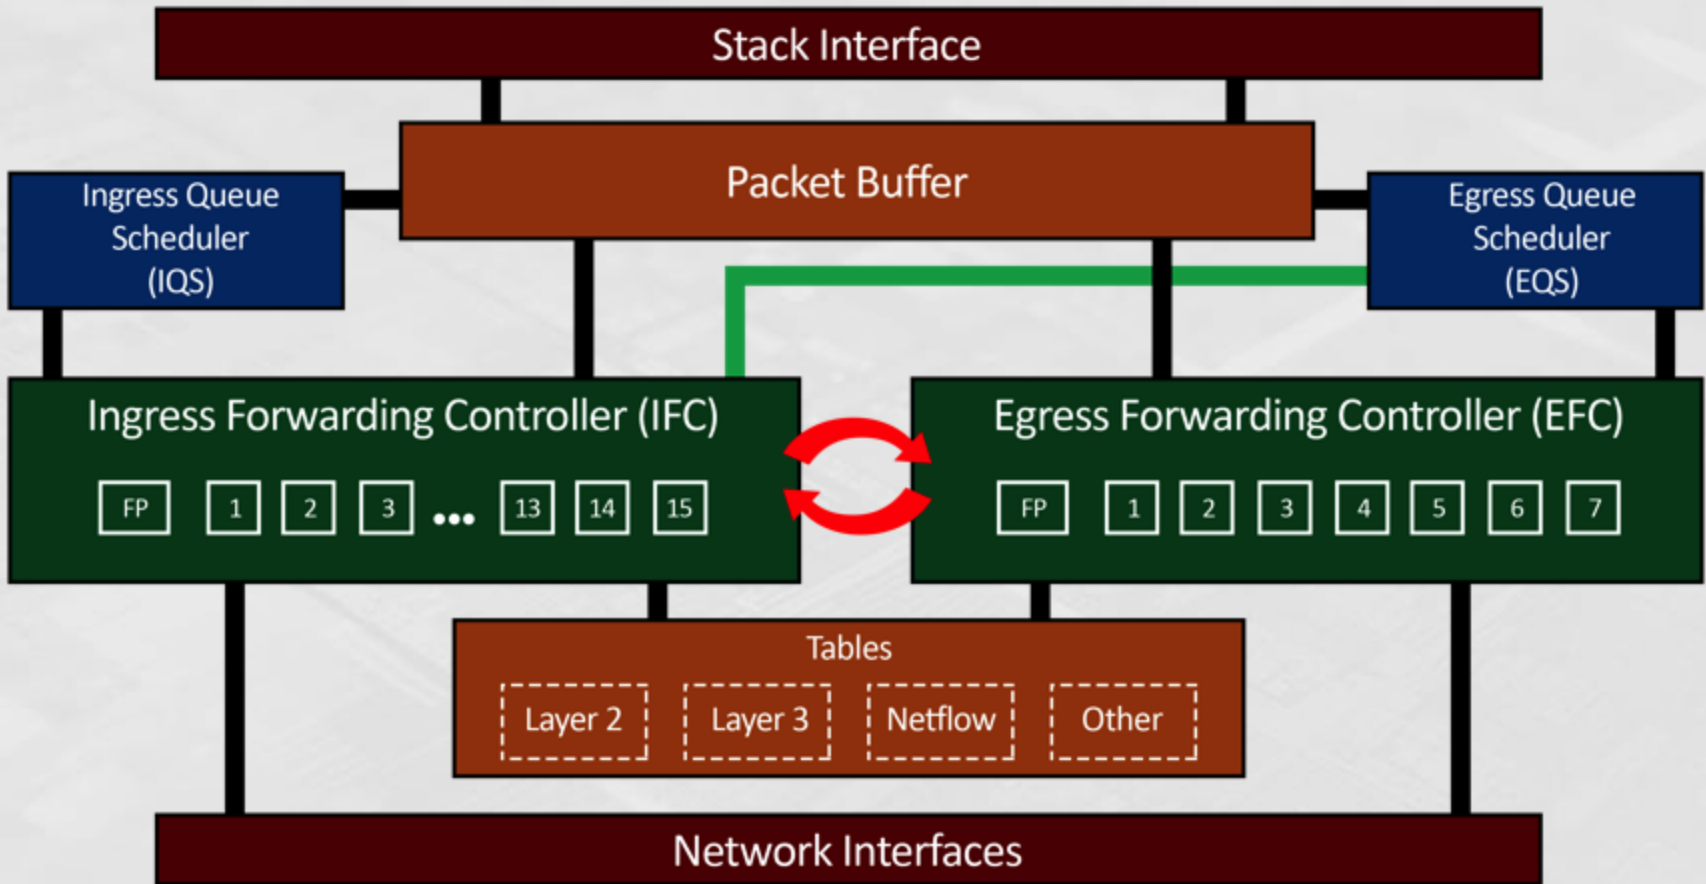 Stack Interface
Packet Buffer
Ingress Queue
Scheduler
(IQS)
Egress Queue
Scheduler
(EQS)
Ingress Forwarding Controller (IFC)
FP 1 2 3 ... 13 14 15
Egress Forwarding Controller (EFC)
FP 1 2 3 4 5 6 7
Tables
Layer 2 Layer 3 Netflow Other
Network Interfaces